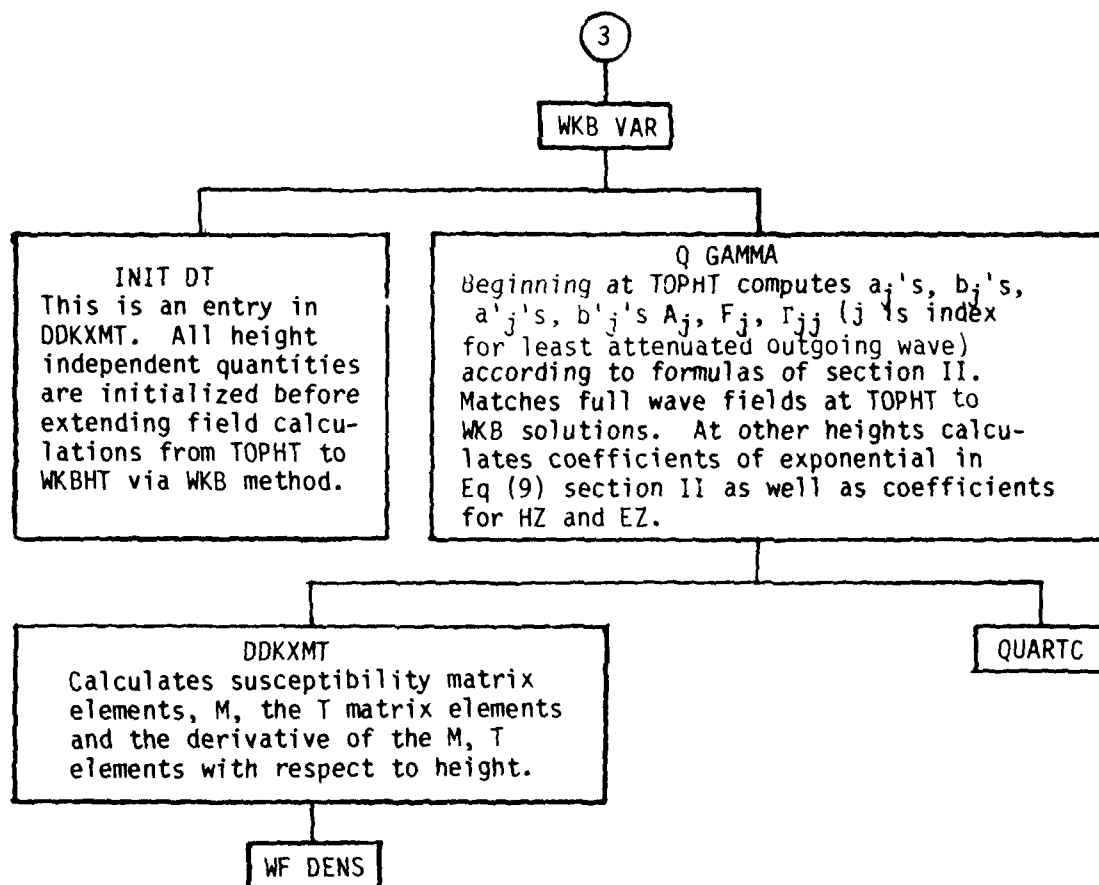 3
WKB VAR
INIT DT
This is an entry in
DDKXMT. All height
independent quantities
are initialized before
extending field calcu-
lations from TOPHT to
WKBHT via WKB method.
Q GAMMA
Beginning at TOPHT computes aj's, bj's,
a'j's, b'j's Aj, Fj, Γjj (j is index
for least attenuated outgoing wave)
according to formulas of section II.
Matches full wave fields at TOPHT to
WKB solutions. At other heights calcu-
lates coefficients of exponential in
Eq (9) section II as well as coefficients
for HZ and EZ.
DDKXMT
Calculates susceptibility matrix
elements, M, the T matrix elements
and the derivative of the M, T
elements with respect to height.
QUARTC
WF DENS